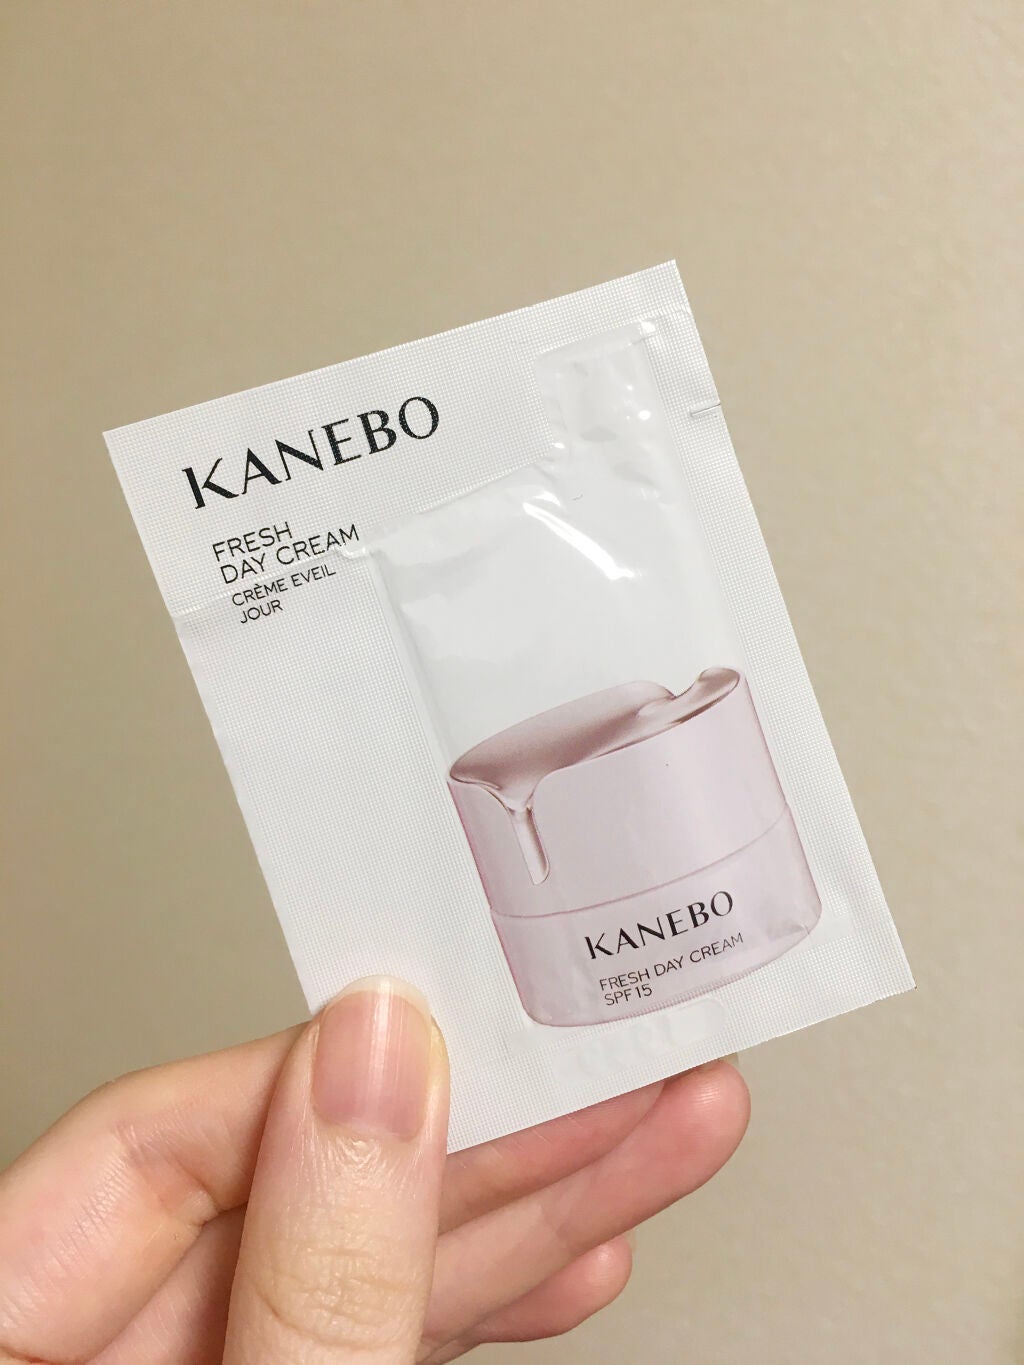 KANEBO
FRESH
DAY CREAM
CRÈME EVEIL
JOUR
KANEBO
FRESH DAY CREAM
SPF15